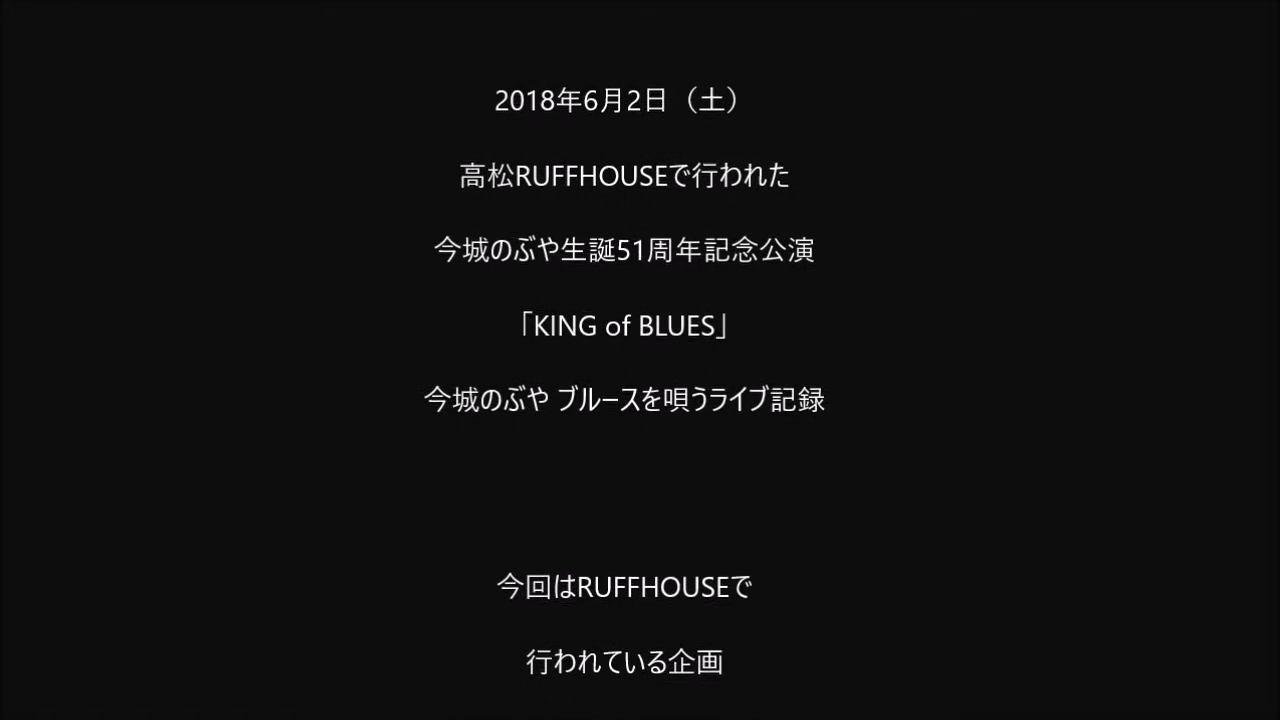 2018年6月2日（土）
高松RUFFHOUSEで行われた
今城のぶや生誕51周年記念公演
「KING of BLUES」
今城のぶや ブルースを唄うライブ記録
今回はRUFFHOUSEで
行われている企画